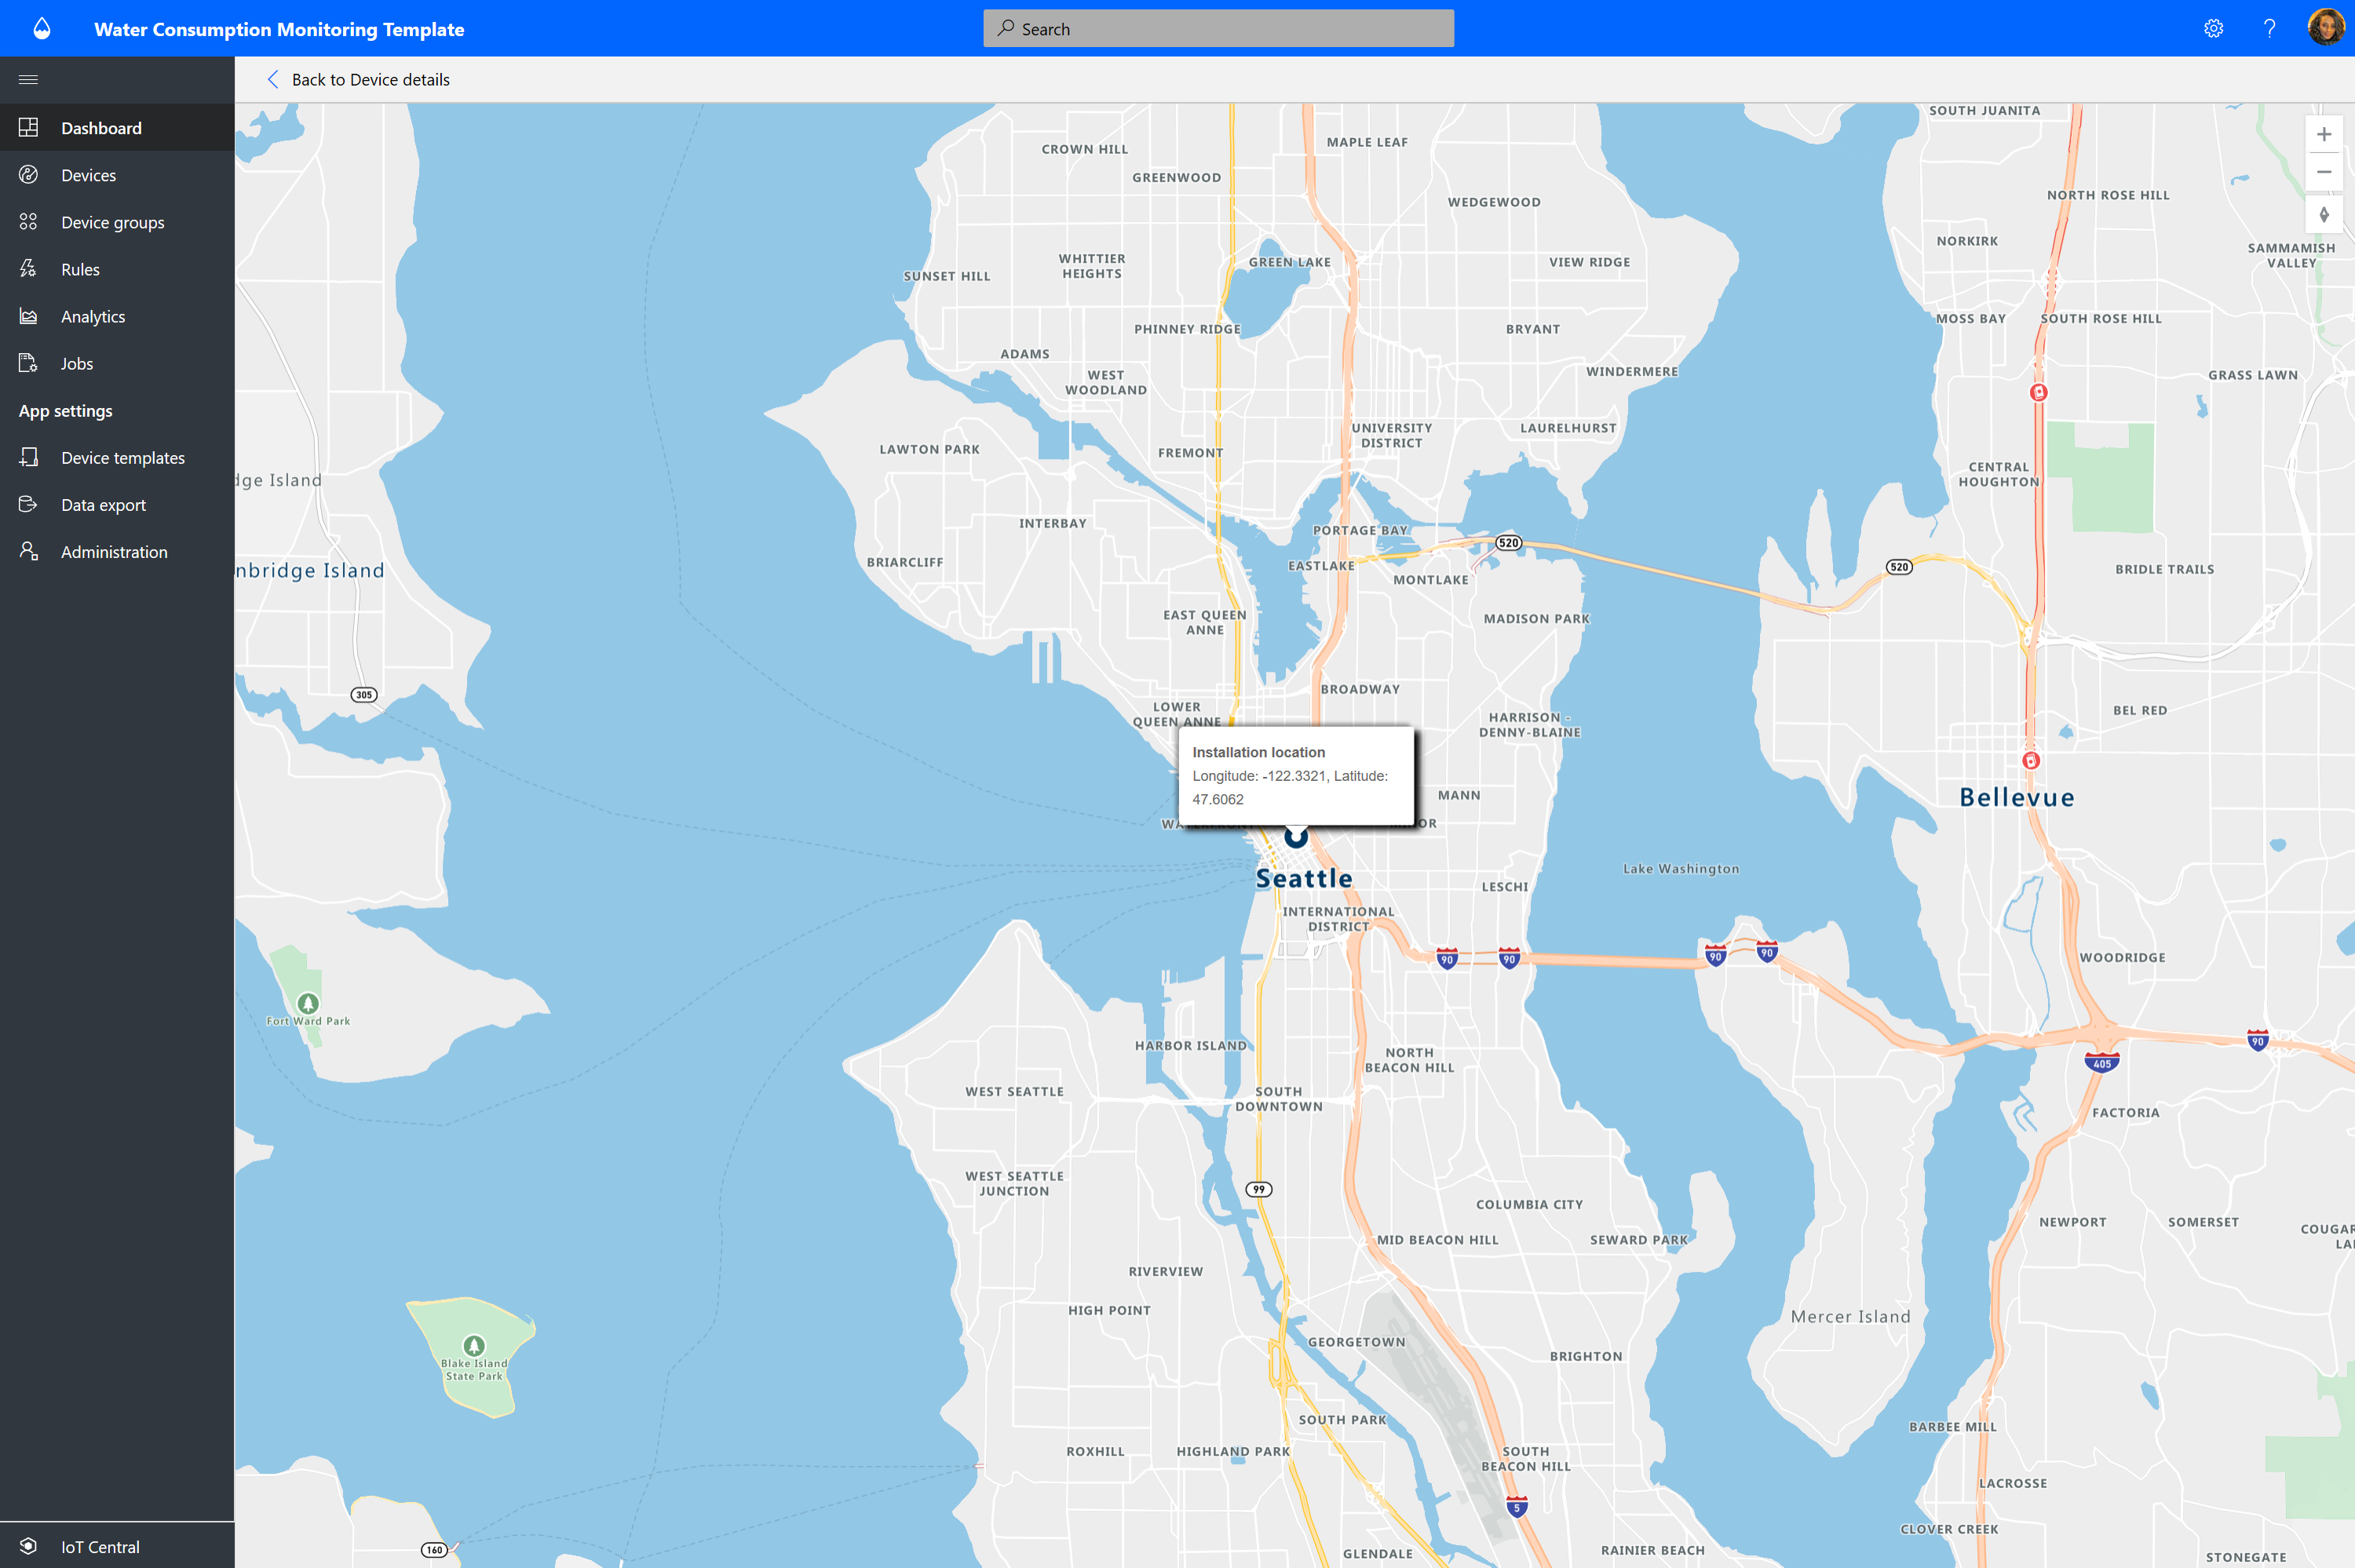 Water Consumption Monitoring Template
Search
Back to Device details
Dashboard
Devices
Device groups
Rules
Analytics
Jobs
App settings
Device templates
Data export
Administration
IoT Central
SOUTH JUANITA
MAPLE LEAF
CROWN HILL
GREENWOOD
NORTH ROSE HILL
WEDGEWOOD
NORKIRK
SAMMAMISH
VALLEY
WHITTIER
HEIGHTS
GREEN LAKE
VIEW RIDGE
SUNSET HILL
MOSS BAY
SOUTH ROSE HILL
PHINNEY RIDGE
BRYANT
ADAMS
WINDERMERE
WEST
WOODLAND
GRASS LAWN
UNIVERSITY
DISTRICT
LAURELHURST
LAWTON PARK
FREMONT
CENTRAL
HOUGHTON
dge Island
INTERBAY
PORTAGE BAY
520
BRIARCLIFF
EASTLAKE
520
nbridge Island
MONTLAKE
BRIDLE TRAILS
EAST QUEEN
ANNE
MADISON PARK
305
BROADWAY
LOWER
QUEEN ANNE
BEL RED
HARRISON -
DENNY-BLAINE
Installation location
Longitude: -122.3321, Latitude:
47.6062
MANN
Bellevue
Lake Washington
Seattle
LESCHI
INTERNATIONAL
DISTRICT
90
90
90
90
WOODRIDGE
Fort Ward Park
HARBOR ISLAND
90
NORTH
BEACON HILL
405
WEST SEATTLE
SOUTH
DOWNTOWN
FACTORIA
WEST SEATTLE
JUNCTION
99
COLUMBIA CITY
NEWPORT
SOMERSET
COUGAR
LA
MID BEACON HILL
SEWARD PARK
RIVERVIEW
HIGH POINT
Mercer Island
GEORGETOWN
BRIGHTON
Blake Island
State Park
SOUTH PARK
BARBEE MILL
ROXHILL
HIGHLAND PARK
SOUTH
BEACON HILL
LACROSSE
5
CLOVER CREEK
160
GLENDALE
RAINIER BEACH
STONEGATE